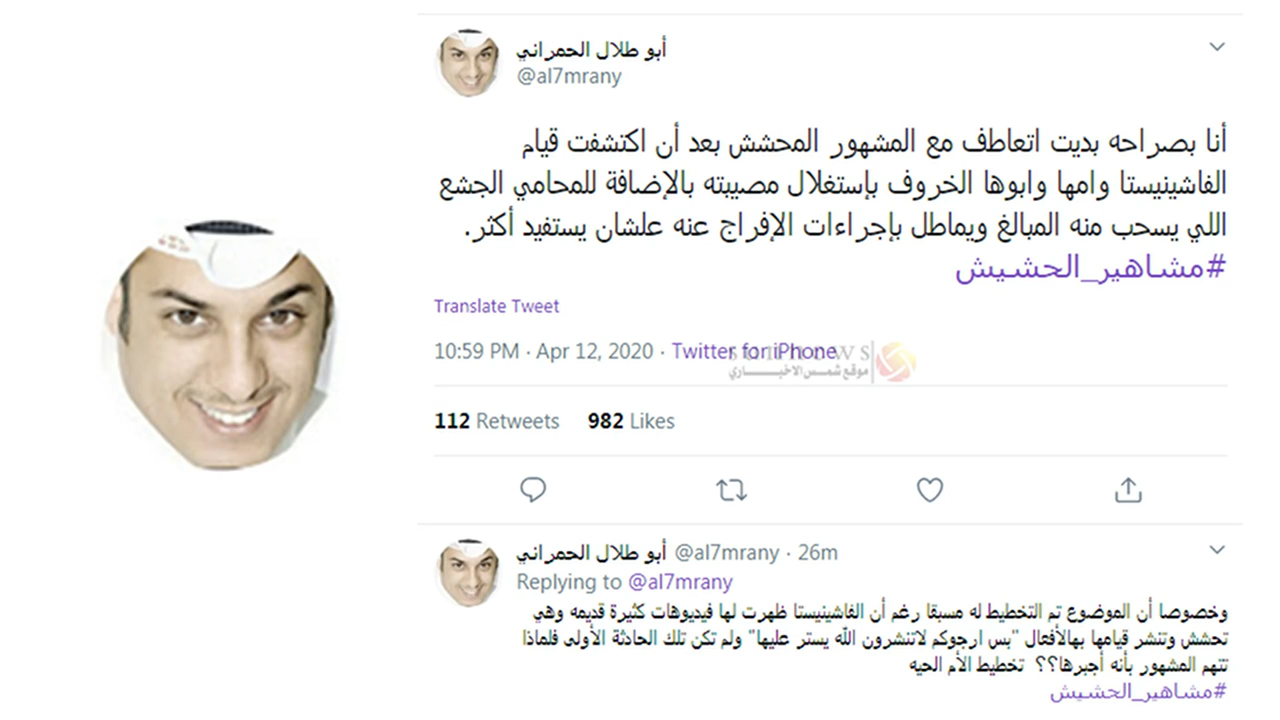 أبو طلال الحمراني
@al7mrany
أنا بصراحه بديت اتعاطف مع المشهور المحشش بعد أن اكتشفت قيام
الفاشينيستا وامها وابوها الخروف بإستغلال مصيبته بالإضافة للمحامي الجشع
اللي يسحب منه المبالغ ويماطل بإجراءات الإفراج عنه علشان يستفيد أكثر.
#مشاهير_الحشيش
Translate Tweet
10:59 PM · Apr 12, 2020 · Twitter for iPhone
موقع شمس الاخباري
112 Retweets 982 Likes
أبو طلال الحمراني @al7mrany · 26m
Replying to @al7mrany
وخصوصا أن الموضوع تم التخطيط له مسبقا رغم أن الفاشينيستا ظهرت لها فيديوهات كثيرة قديمه وهي
تحشش وتنشر قيامها بهالأفعال "بس ارجوكم لاتنشرون الله يستر عليها" ولم تكن تلك الحادثة الأولى فلماذا
تتهم المشهور بأنه أجبرها؟؟ تخطيط الأم الحيه
#مشاهير_الحشيش